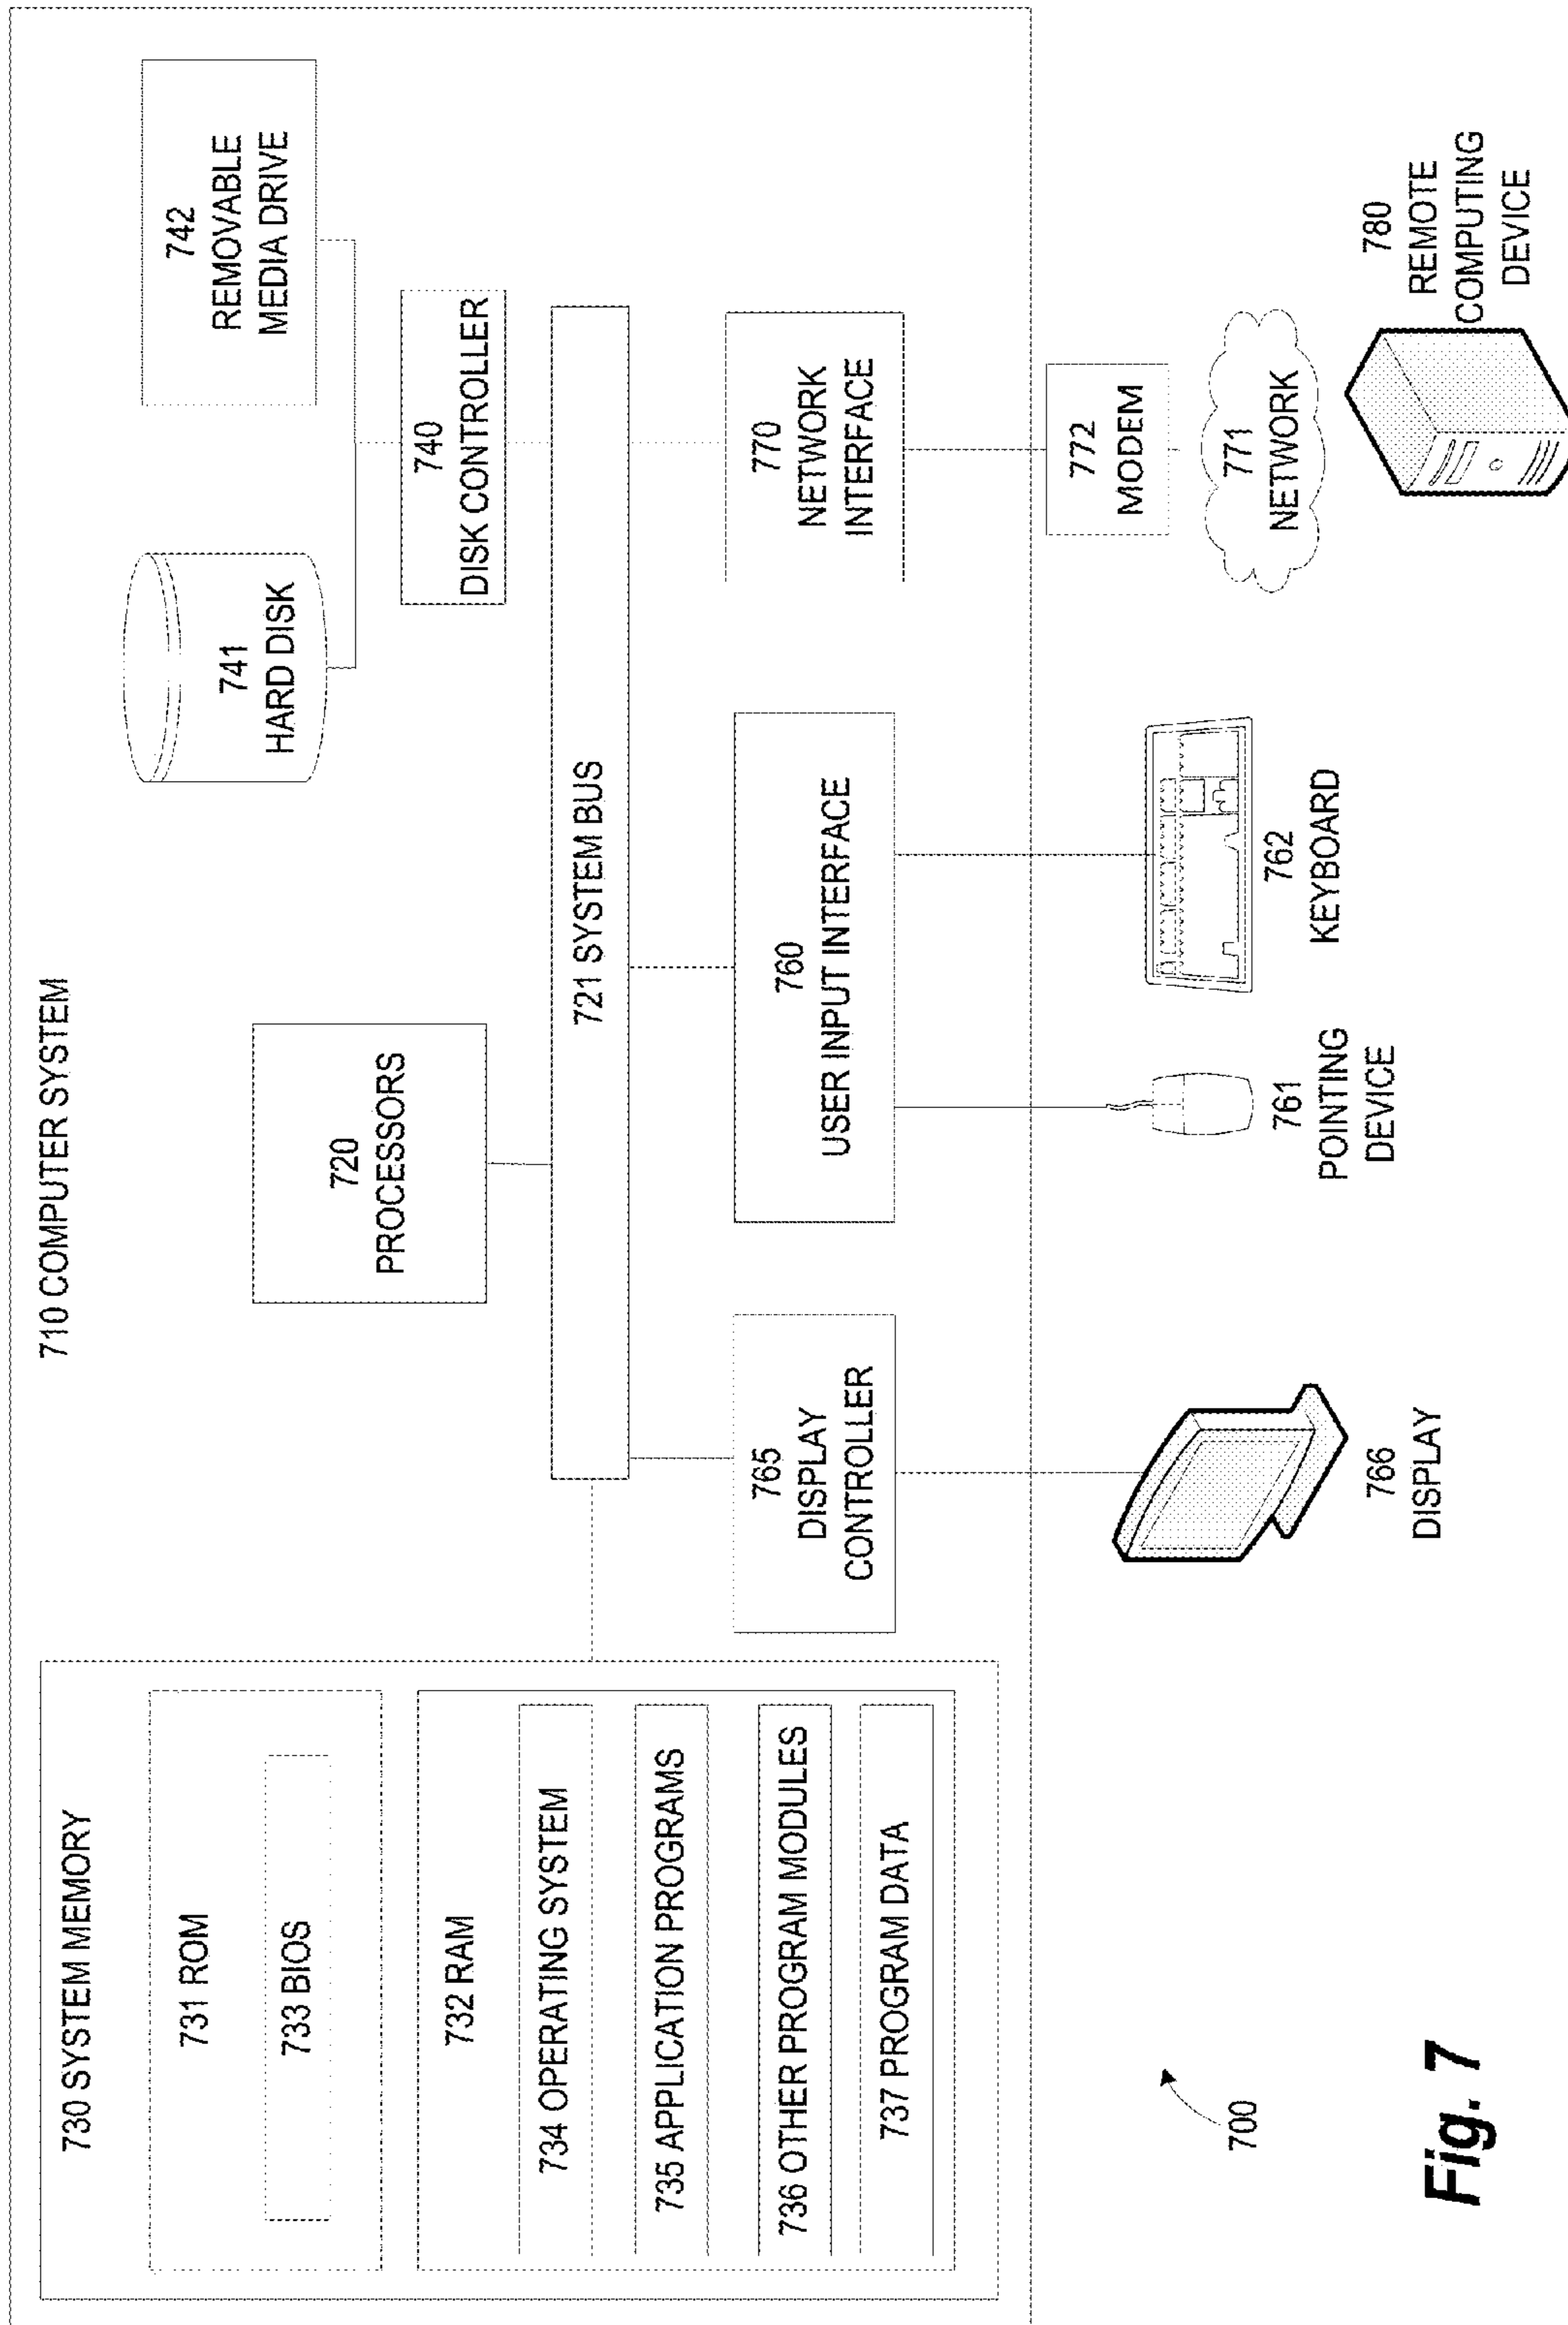 710 COMPUTER SYSTEM
730 SYSTEM MEMORY
731 ROM
733 BIOS
732 RAM
734 OPERATING SYSTEM
735 APPLICATION PROGRAMS
736 OTHER PROGRAM MODULES
737 PROGRAM DATA
720
PROCESSORS
741
HARD DISK
742
REMOVABLE
MEDIA DRIVE
740
DISK CONTROLLER
721 SYSTEM BUS
765
DISPLAY
CONTROLLER
760
USER INPUT INTERFACE
770
NETWORK
INTERFACE
772
MODEM
771
NETWORK
766
DISPLAY
761
POINTING
DEVICE
762
KEYBOARD
780
REMOTE
COMPUTING
DEVICE
700
Fig. 7